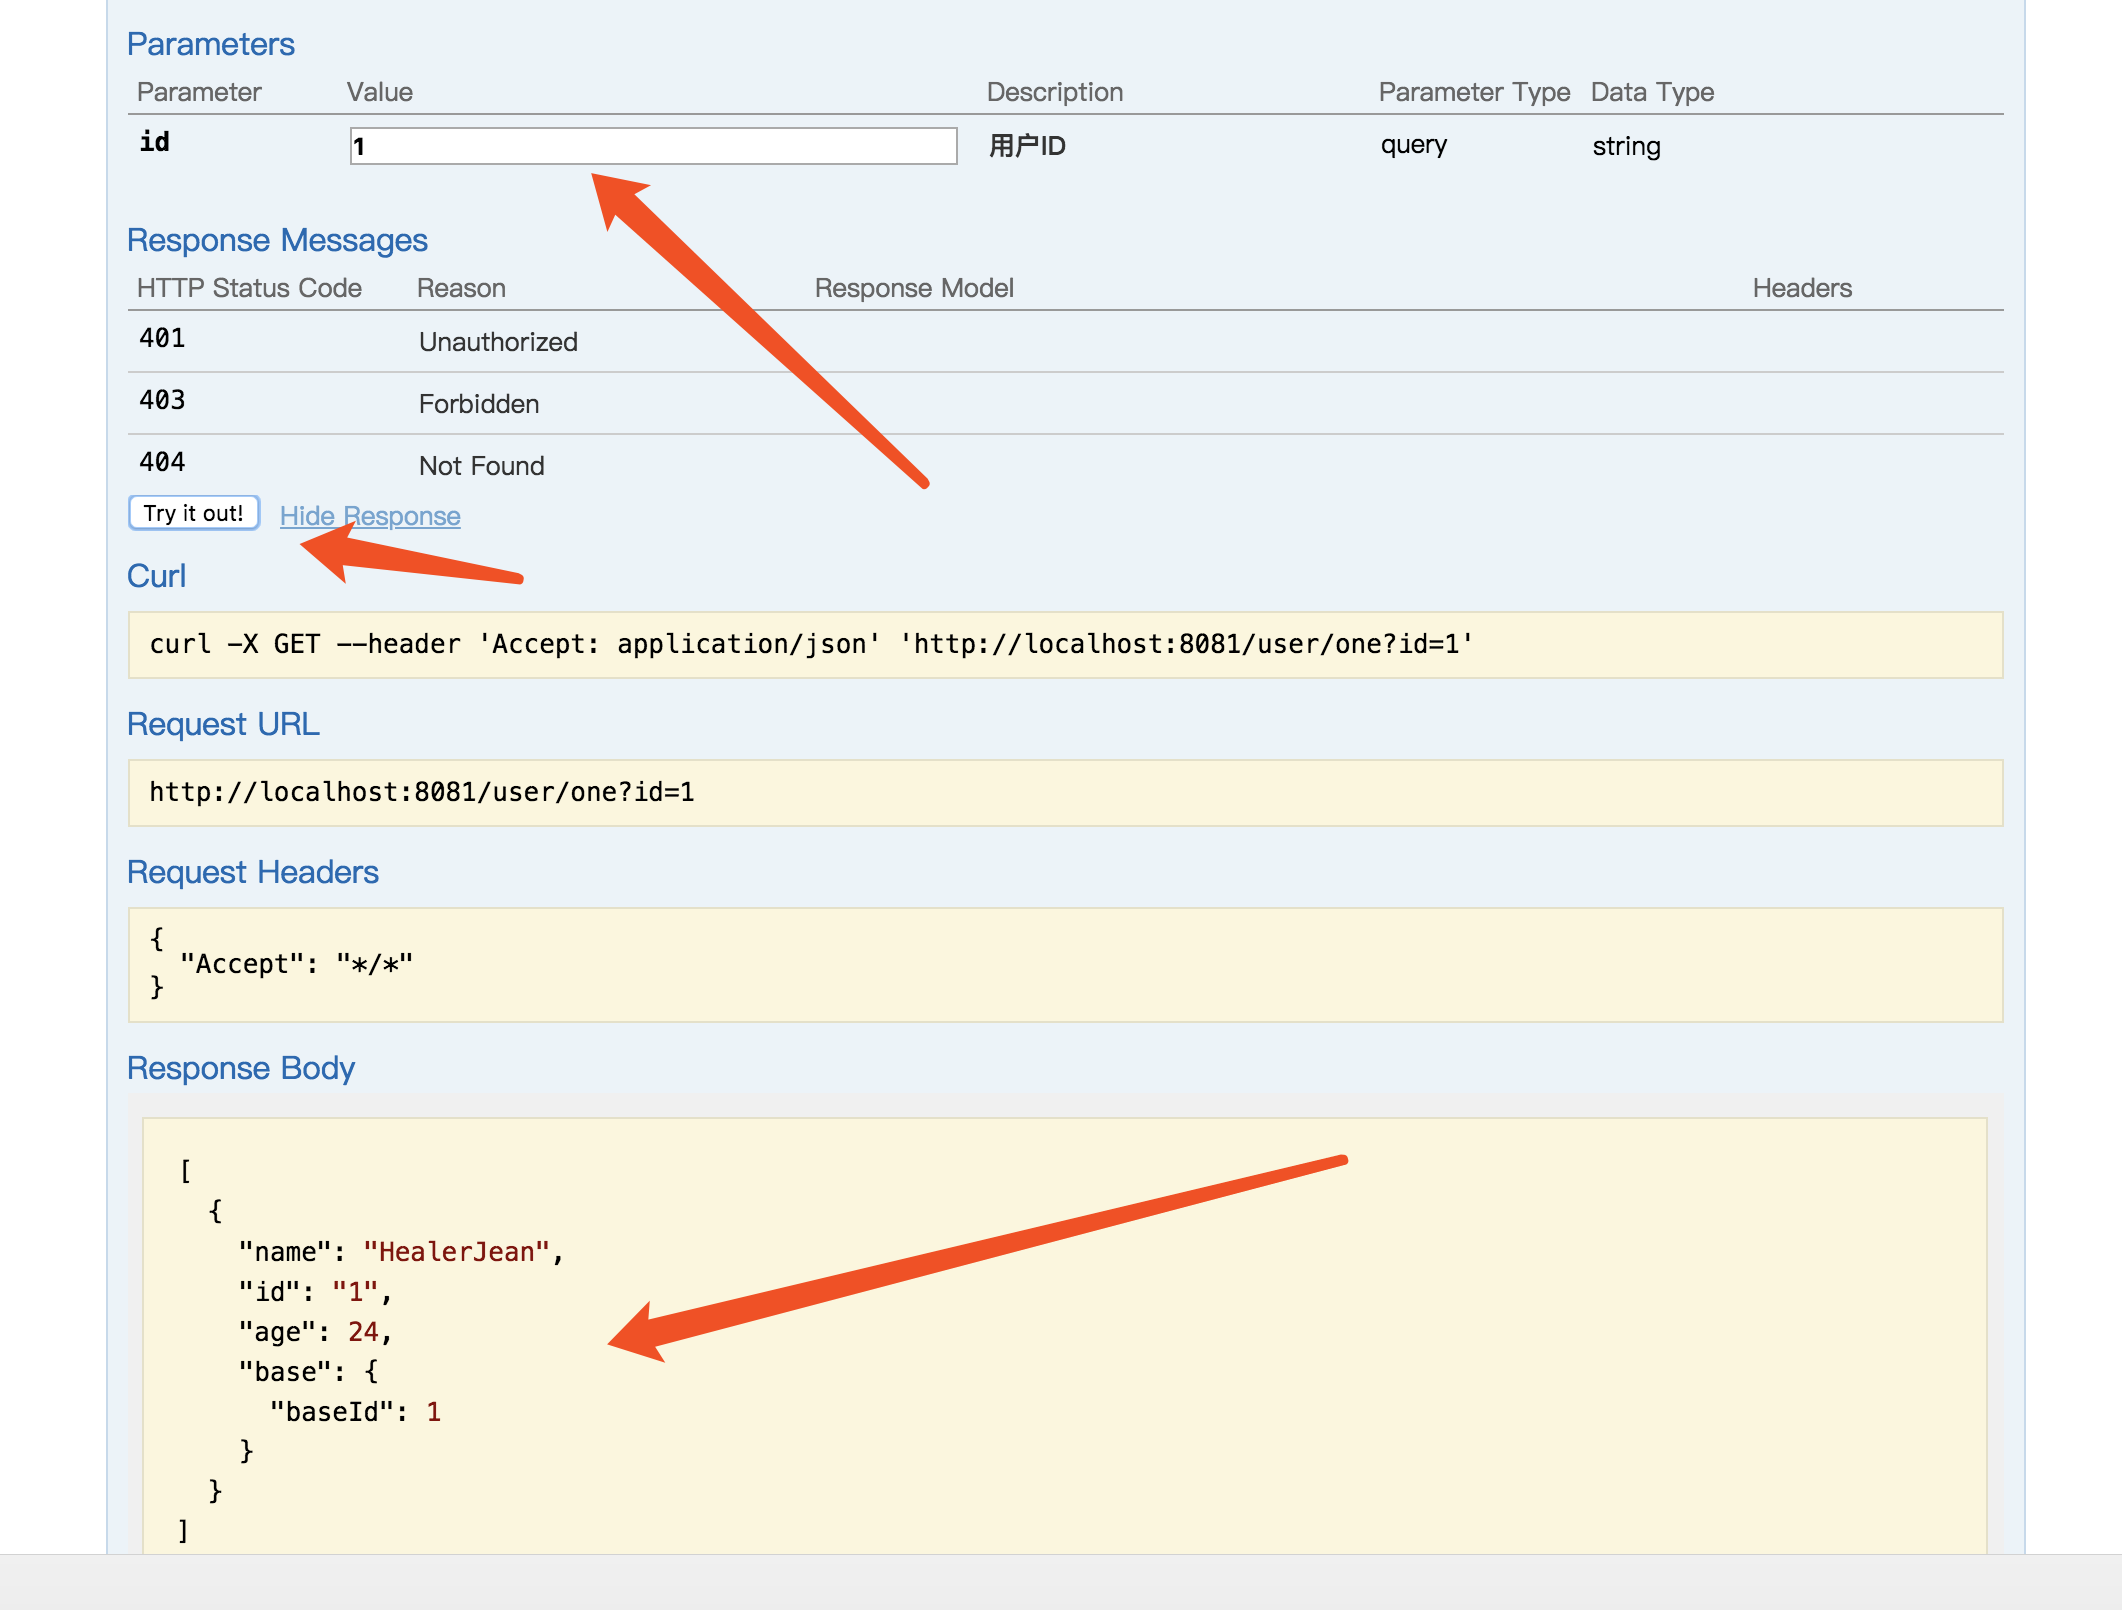 Parameters
Parameter Value Description Parameter Type Data Type
id 1 用户ID query string
Response Messages
HTTP Status Code Reason Response Model Headers
401 Unauthorized
403 Forbidden
404 Not Found
Try it out! Hide Response
Curl
curl -X GET --header 'Accept: application/json' 'http://localhost:8081/user/one?id=1'
Request URL
http://localhost:8081/user/one?id=1
Request Headers
{
  "Accept": "*/*"
}
Response Body
[
  {
    "name": "HealerJean",
    "id": "1",
    "age": 24,
    "base": {
      "baseId": 1
    }
  }
]